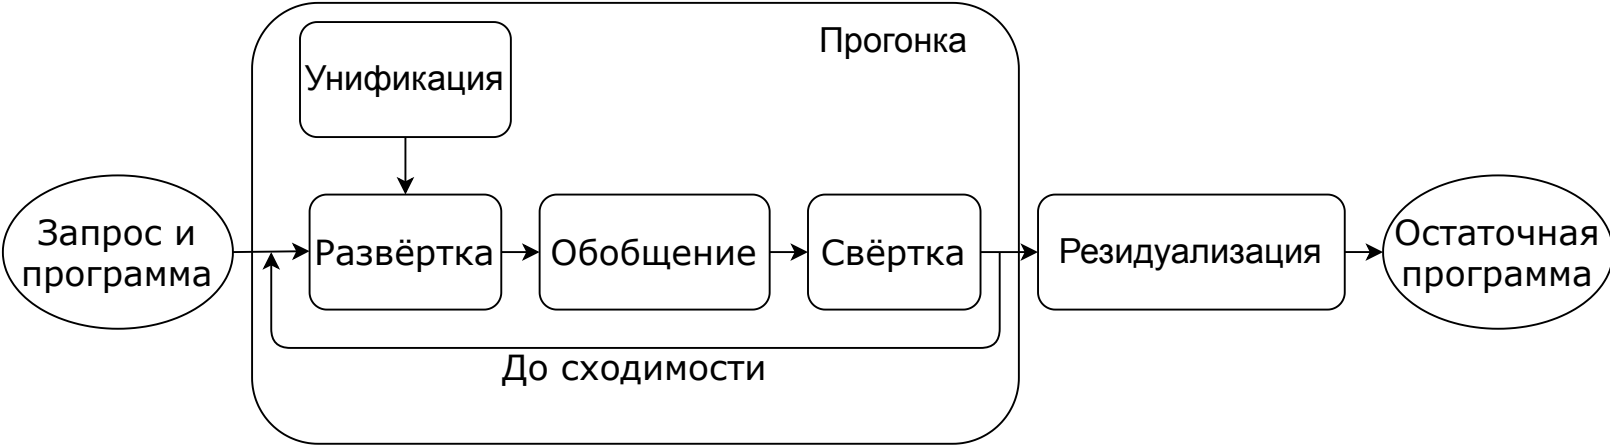 Прогонка
Унификация
Запрос и
программа
Развёртка
Обобщение
Свёртка
Резидуализация
Остаточная
программа
До сходимости